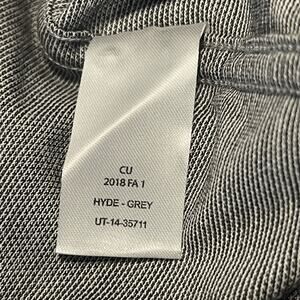 CU
2018 FA 1
HYDE - GREY
UT-14-35711